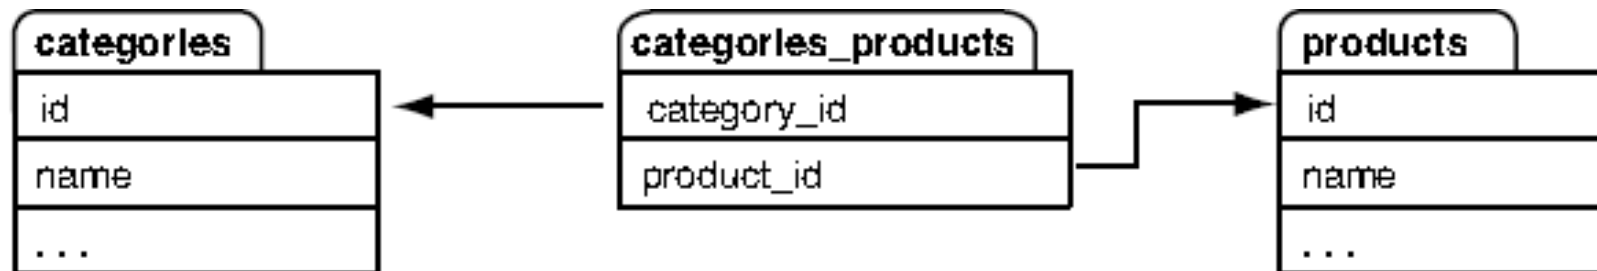 categories
id
name
...
categories_products
category_id
product_id
products
id
name
...